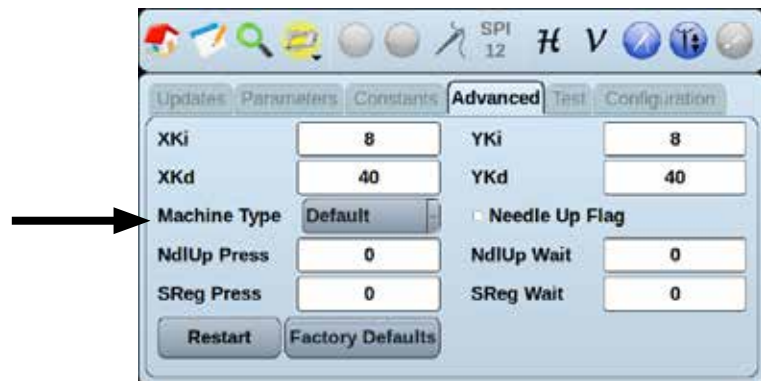 SPI
12
H V
Updates Parameters Constants Advanced Test Configuration
XKi 8 YKi 8
XKd 40 YKd 40
Machine Type Default Needle Up Flag
NdlUp Press 0 NdlUp Wait 0
SReg Press 0 SReg Wait 0
Restart Factory Defaults